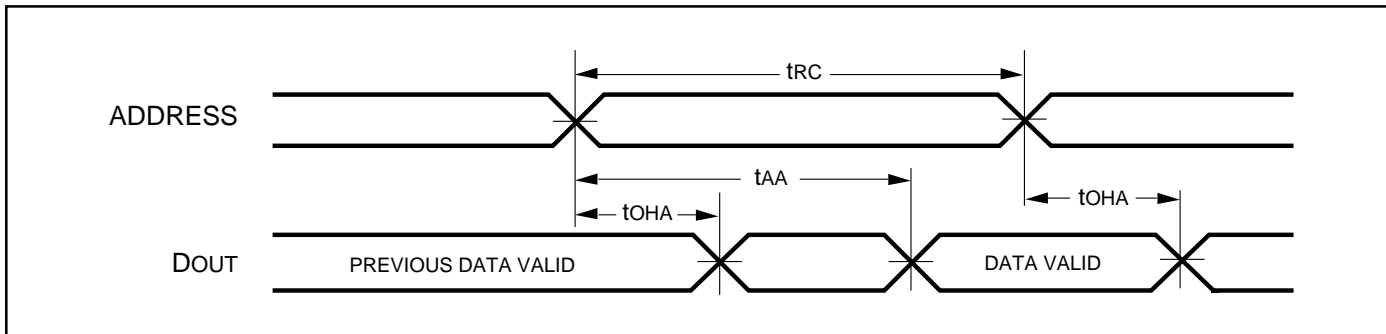 tRC
ADDRESS
tAA
tOHA
tOHA
DOUT
PREVIOUS DATA VALID
DATA VALID